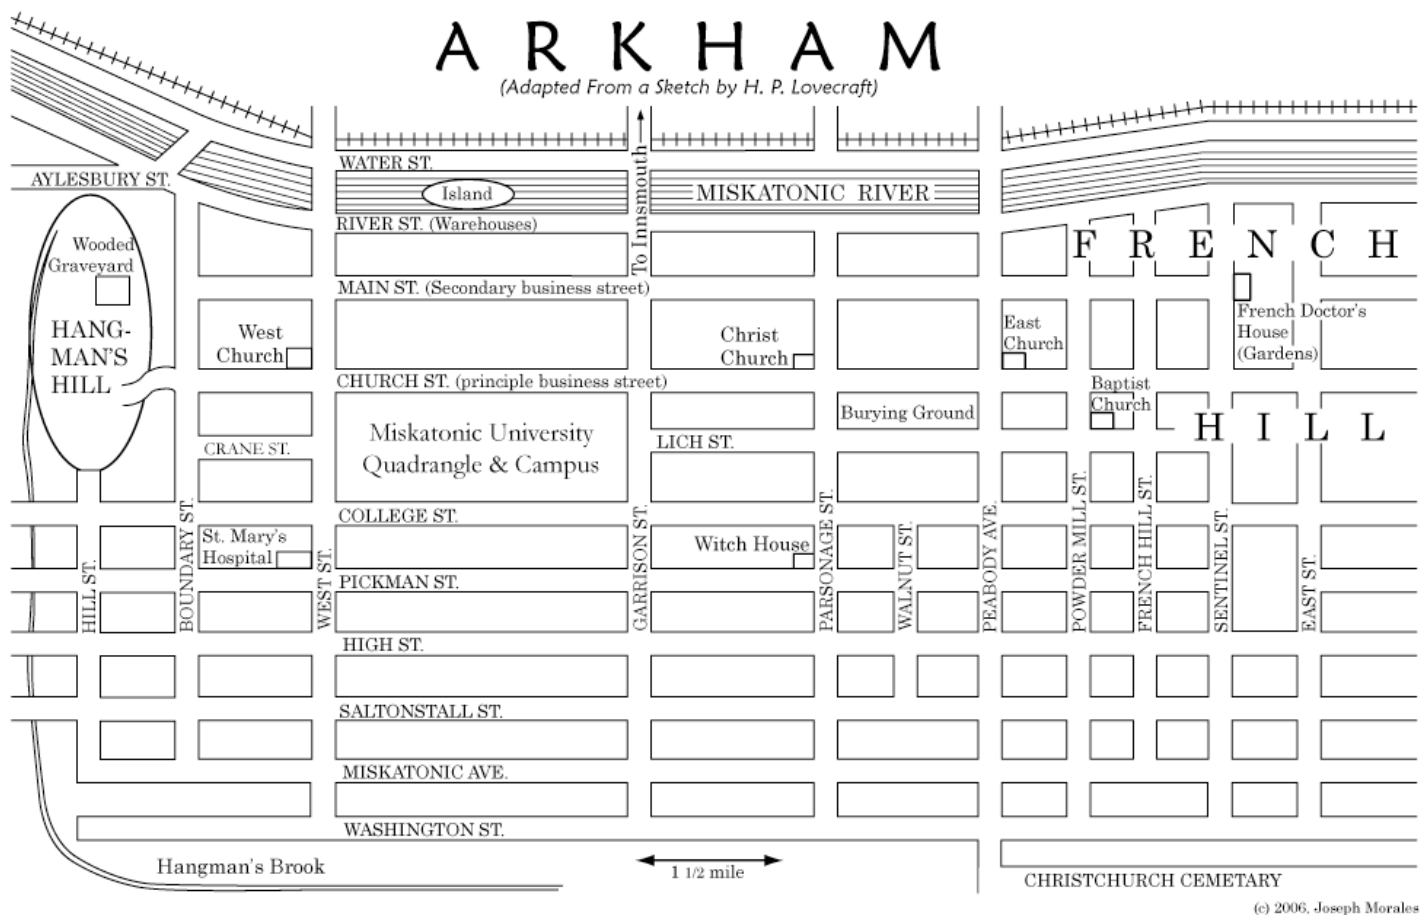 ARKHAM
(Adapted From a Sketch by H. P. Lovecraft)
WATER ST.
AYLESBURY ST.
Island
MISKATONIC RIVER
To Innsmouth
RIVER ST. (Warehouses)
Wooded
Graveyard
FRENCH
MAIN ST. (Secondary business street)
HANG-
MAN'S
HILL
West
Church
Christ
Church
East
Church
French Doctor's
House
(Gardens)
CHURCH ST. (principle business street)
Baptist
Church
Burying Ground
HILL
Miskatonic University
Quadrangle & Campus
CRANE ST.
LICH ST.
COLLEGE ST.
St. Mary's
Hospital
Witch House
PICKMAN ST.
HILL ST.
BOUNDARY ST.
WEST ST.
GARRISON ST.
PARSONAGE ST.
WALNUT ST.
PEABODY AVE.
POWDER MILL ST.
FRENCH HILL ST.
SENTINEL ST.
EAST ST.
HIGH ST.
SALTONSTALL ST.
MISKATONIC AVE.
WASHINGTON ST.
Hangman's Brook
1 1/2 mile
CHRISTCHURCH CEMETARY
(c) 2006, Joseph Morales